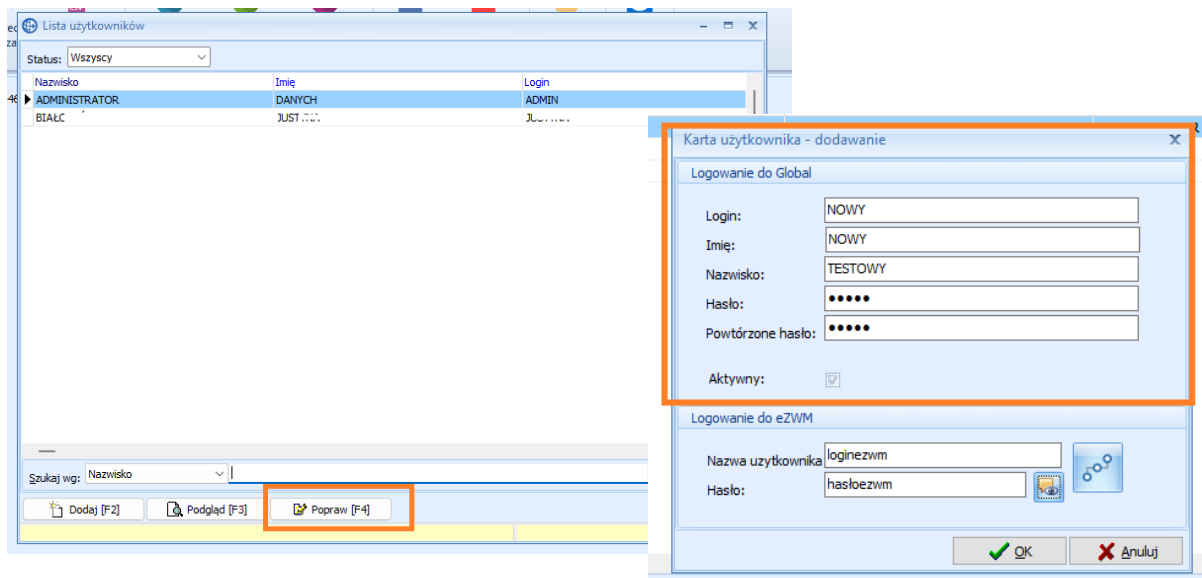 Lista użytkowników
Status: Wszyscy
Nazwisko Imię Login
ADMINISTRATOR DANYCH ADMIN
Szukaj wg: Nazwisko
Dodaj [F2] Podgląd [F3] Popraw [F4]
Karta użytkownika - dodawanie
Logowanie do Global
Login: NOWY
Imię: NOWY
Nazwisko: TESTOWY
Hasło: •••••
Powtórzone hasło: •••••
Aktywny:
Logowanie do eZWM
Nazwa uzytkownika loginezwm
Hasło: hasłoezwm
OK Anuluj